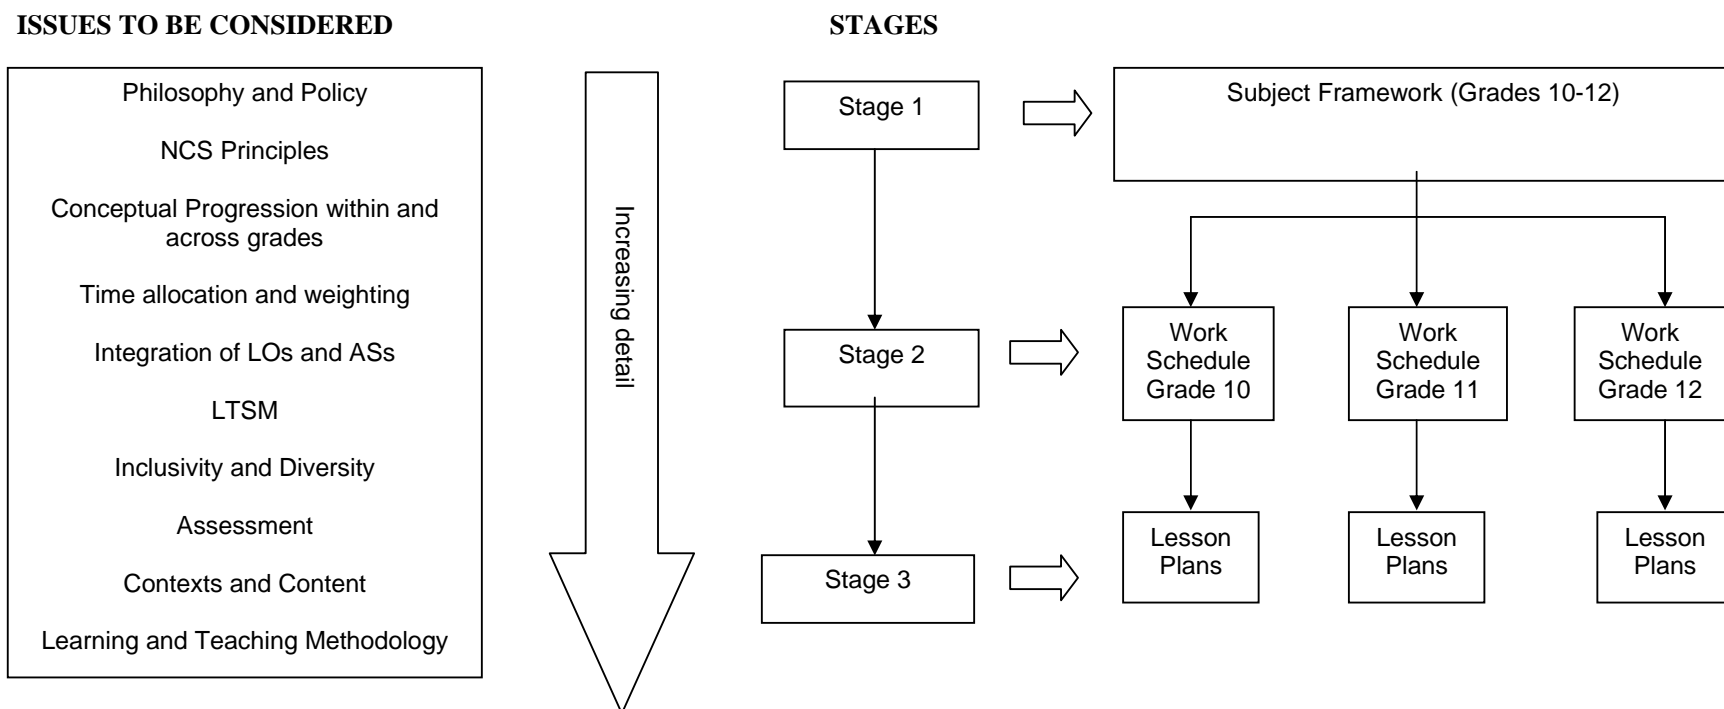 ISSUES TO BE CONSIDERED
Philosophy and Policy
NCS Principles
Conceptual Progression within and
across grades
Time allocation and weighting
Integration of LOs and ASs
LTSM
Inclusivity and Diversity
Assessment
Contexts and Content
Learning and Teaching Methodology
Increasing detail
STAGES
Stage 1
Subject Framework (Grades 10-12)
Stage 2
Work
Schedule
Grade 10
Work
Schedule
Grade 11
Work
Schedule
Grade 12
Stage 3
Lesson
Plans
Lesson
Plans
Lesson
Plans